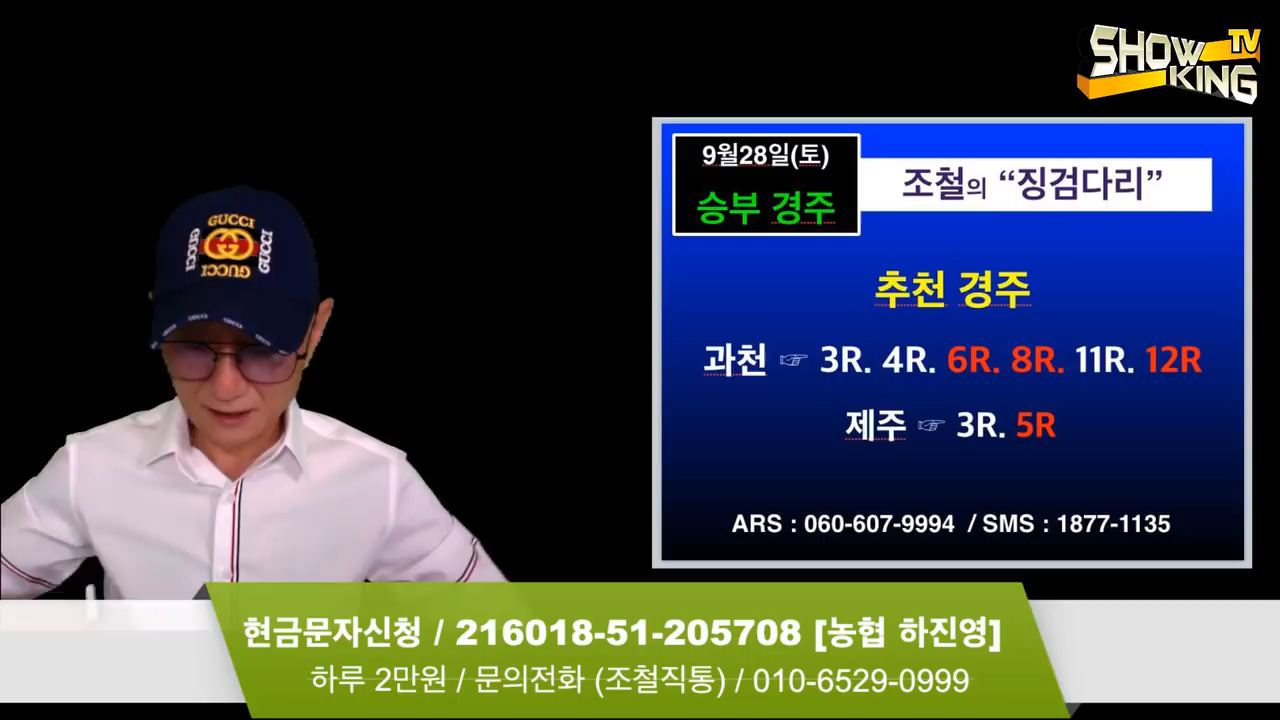 SHOW TV
KING
9월28일(토)
승부 경주
조철의 “징검다리”
추천 경주
과천 ☞ 3R. 4R. 6R. 8R. 11R. 12R
제주 ☞ 3R. 5R
ARS : 060-607-9994 / SMS : 1877-1135
GUCCI
GUCCI
GUCCI
GUCCI
현금문자신청 / 216018-51-205708 [농협 하진영]
하루 2만원 / 문의전화 (조철직통) / 010-6529-0999